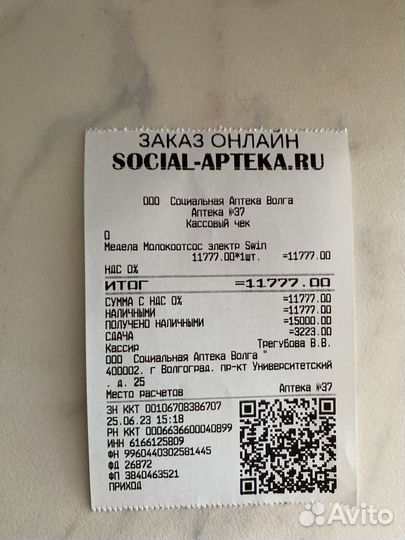 ЗАКАЗ ОНЛАЙН
SOCIAL-APTEKA.RU
ООО Социальная Аптека Волга
Аптека №37
Кассовый чек
0
Медела Молокоотсос электр Swin
11777.00*1шт. =11777.00
НДС 0%
ИТОГ =11777.00
СУММА С НДС 0% =11777.00
НАЛИЧНЫМИ =11777.00
ПОЛУЧЕНО НАЛИЧНЫМИ =15000.00
СДАЧА =3223.00
Кассир Трегубова В.В.
ООО Социальная Аптека Волга "
400002, г Волгоград, пр-кт Университетский
, д. 25
Место расчетов Аптека №37
ЗН ККТ 00106708386707
25.06.23 15:18
РН ККТ 0006636600040899
ИНН 6166125809
ФН 9960440302581445
ФД 26872
ФП 3840463521
ПРИХОД
Avito